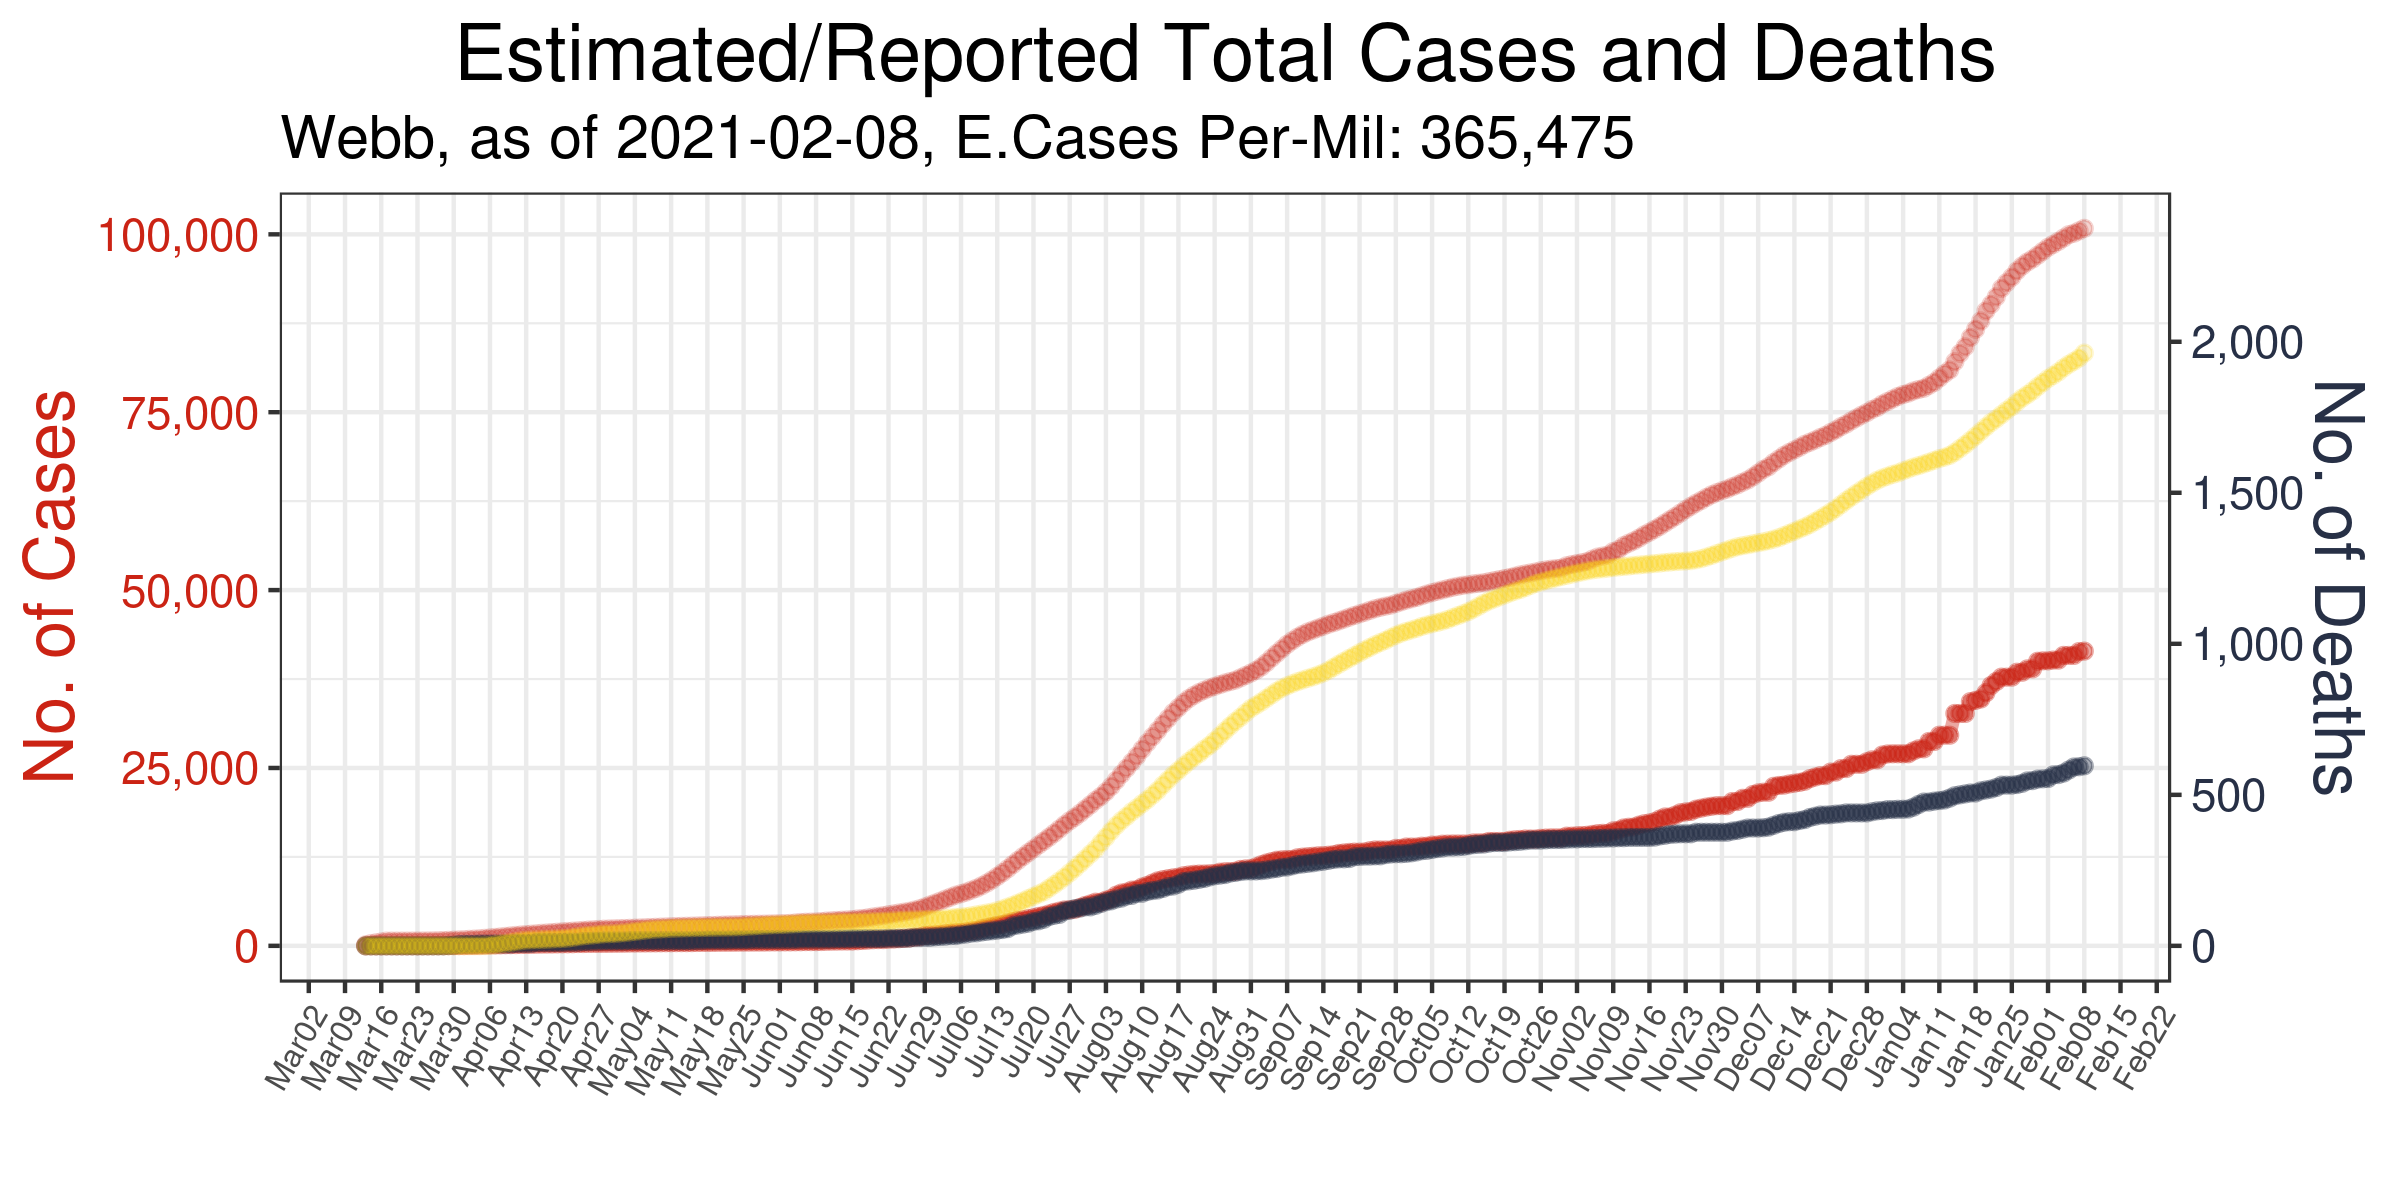 Estimated/Reported Total Cases and Deaths
Webb, as of 2021-02-08, E.Cases Per-Mil: 365,475
No. of Cases
100,000
75,000
50,000
25,000
0
2,000
1,500
1,000
500
0
No. of Deaths
Mar02
Mar09
Mar16
Mar23
Mar30
Apr06
Apr13
Apr20
Apr27
May04
May11
May18
May25
Jun01
Jun08
Jun15
Jun22
Jun29
Jul06
Jul13
Jul20
Jul27
Aug03
Aug10
Aug17
Aug24
Aug31
Sep07
Sep14
Sep21
Sep28
Oct05
Oct12
Oct19
Oct26
Nov02
Nov09
Nov16
Nov23
Nov30
Dec07
Dec14
Dec21
Dec28
Jan04
Jan11
Jan18
Jan25
Feb01
Feb08
Feb15
Feb22